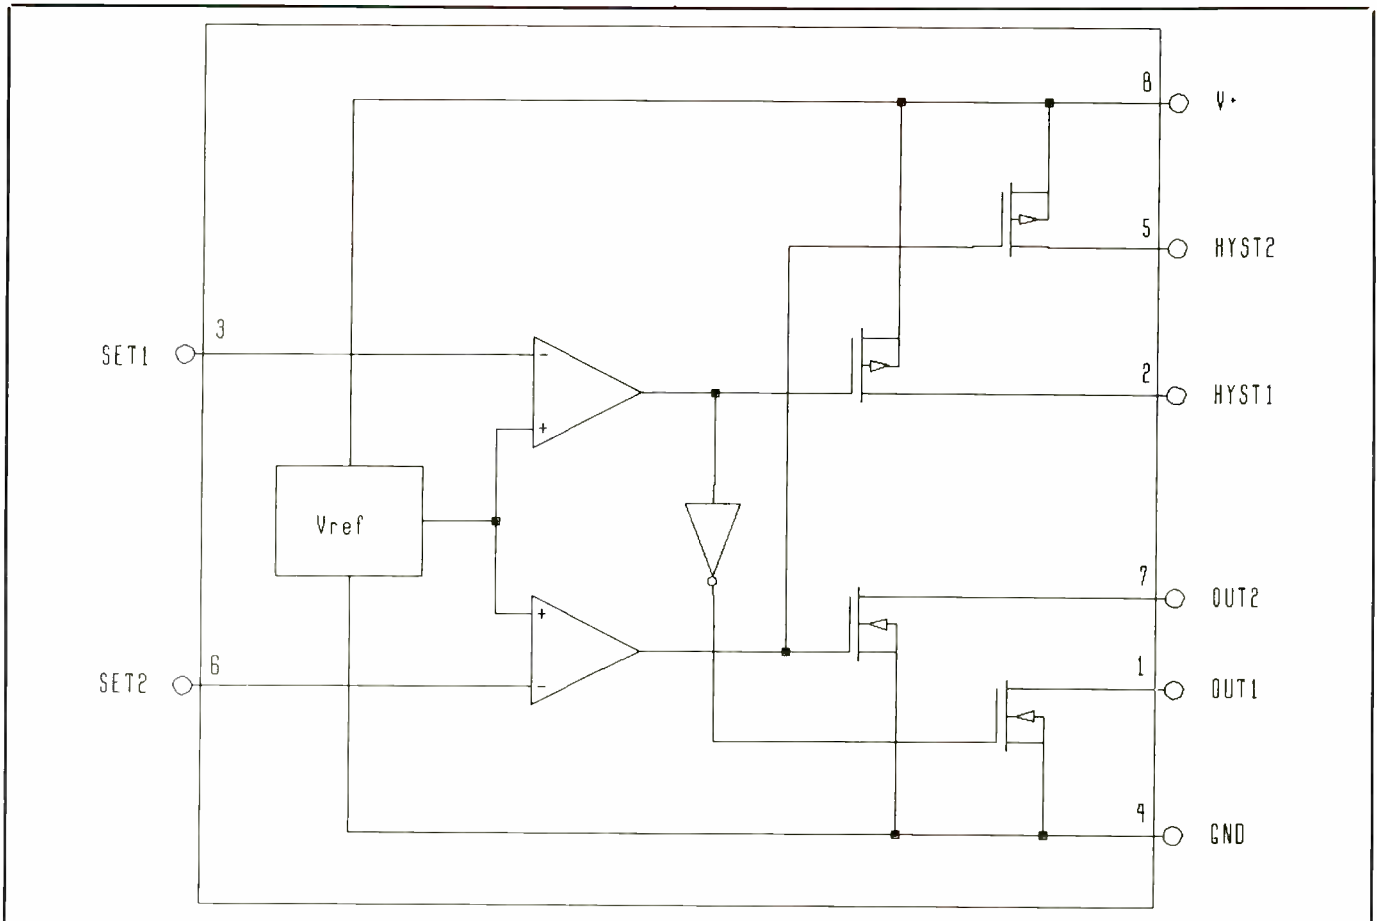 8 V+
5 HYST2
3
SET1
-
2 HYST1
+
Vref
7 OUT2
+
6
SET2
-
1 OUT1
4 GND